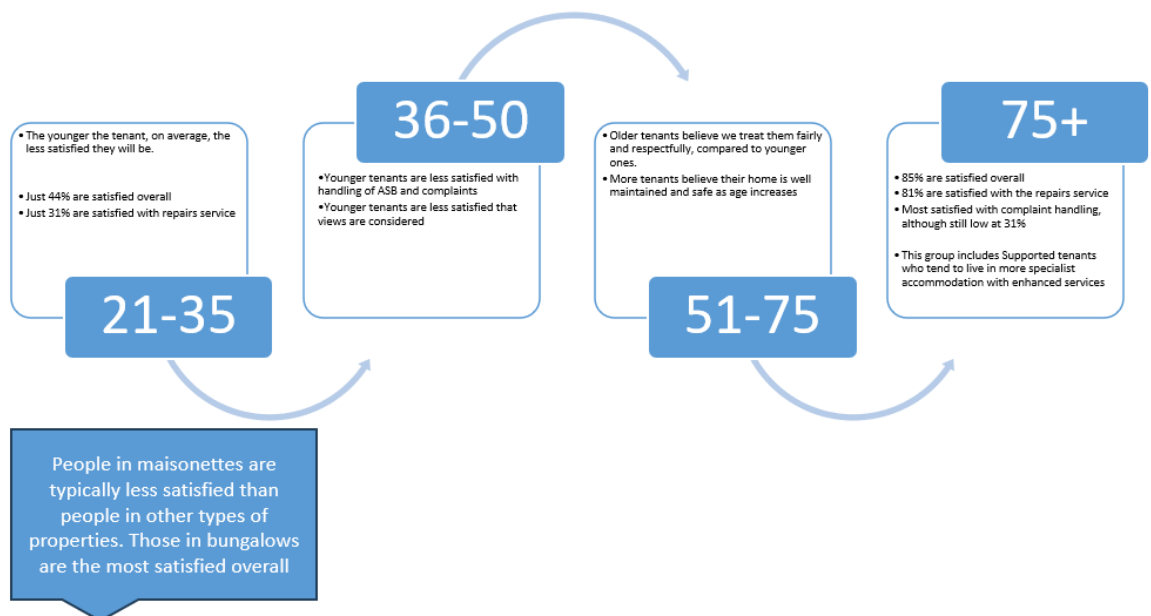 • The younger the tenant, on average, the
less satisfied they will be.
• Just 44% are satisfied overall
• Just 31% are satisfied with repairs service
21-35
36-50
• Younger tenants are less satisfied with
handling of ASB and complaints
• Younger tenants are less satisfied that
views are considered
• Older tenants believe we treat them fairly
and respectfully, compared to younger
ones.
• More tenants believe their home is well
maintained and safe as age increases
51-75
75+
• 85% are satisfied overall
• 81% are satisfied with the repairs service
• Most satisfied with complaint handling,
although still low at 31%
• This group includes Supported tenants
who tend to live in more specialist
accommodation with enhanced services
People in maisonettes are
typically less satisfied than
people in other types of
properties. Those in bungalows
are the most satisfied overall